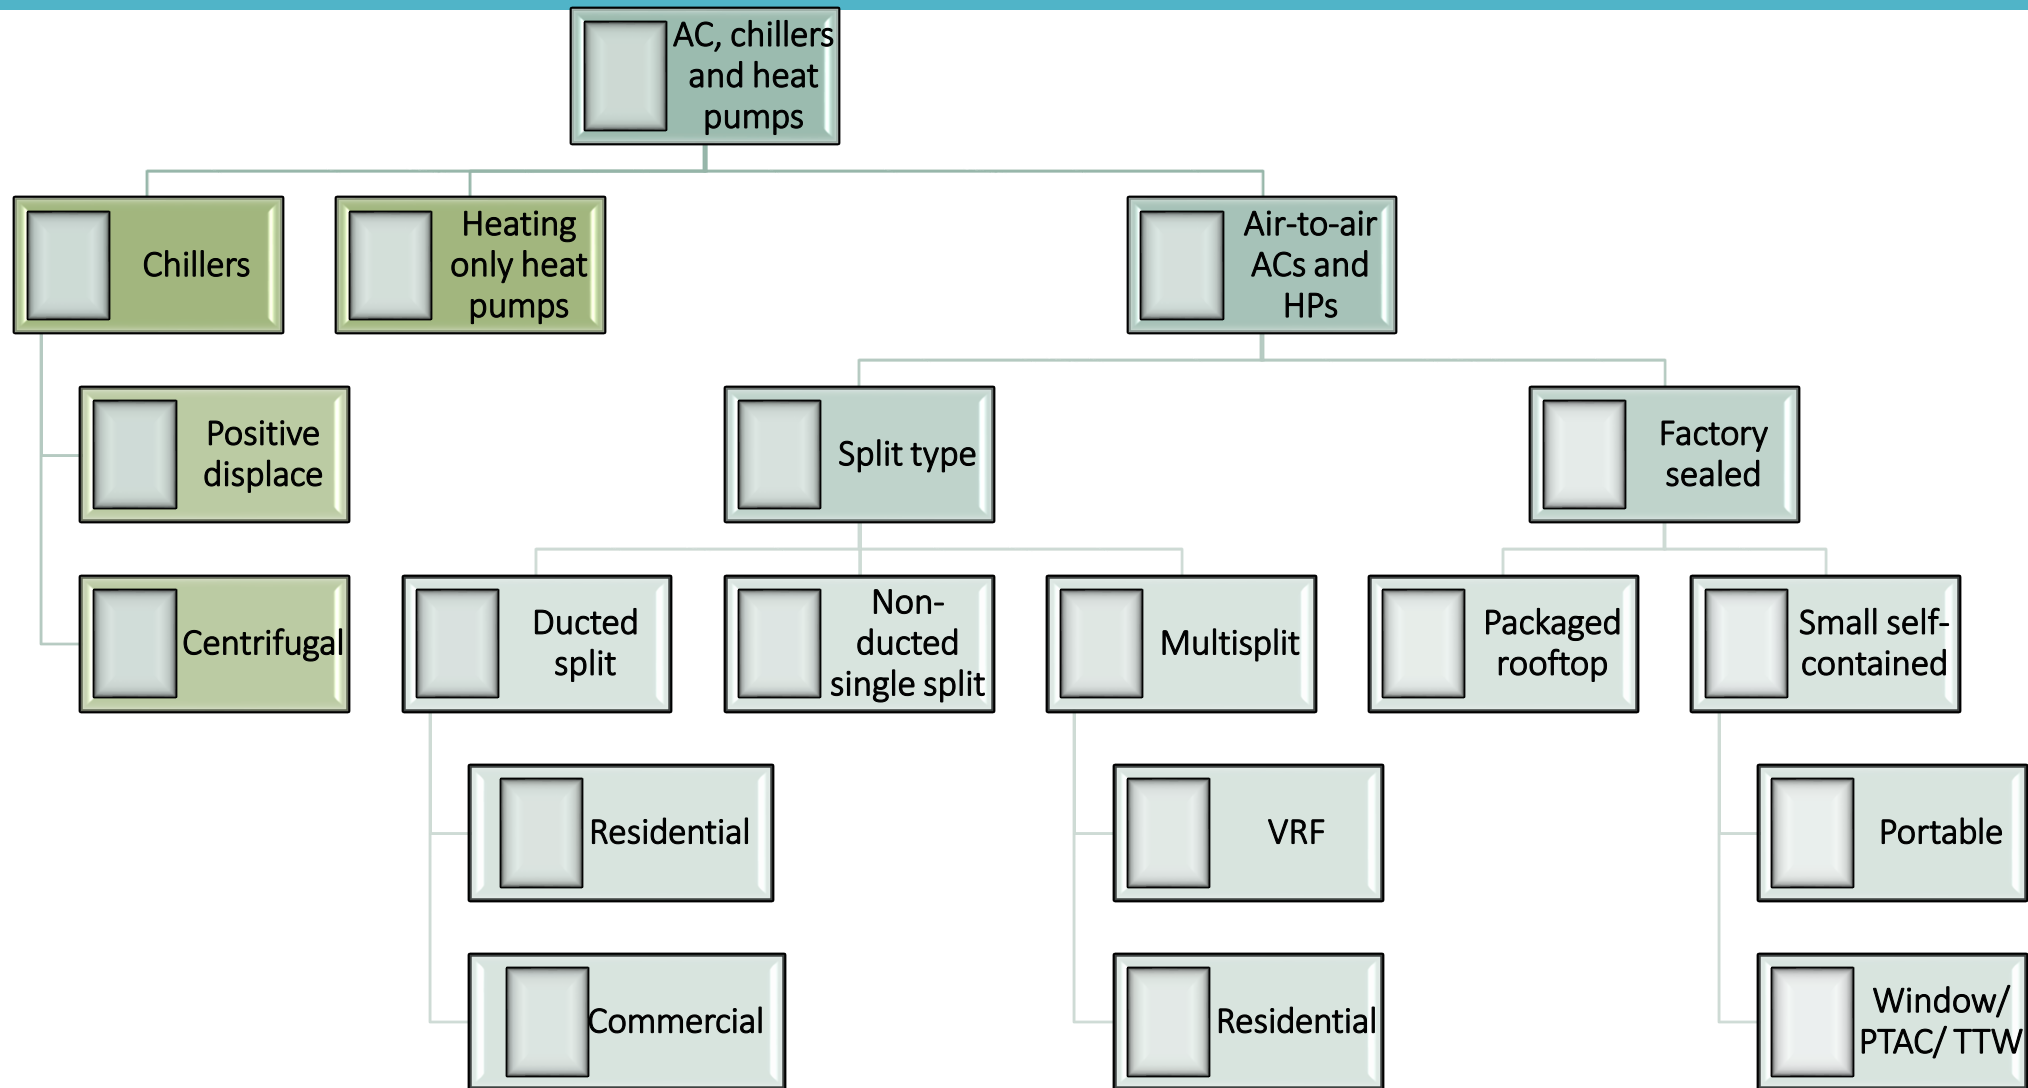 AC, chillers
and heat
pumps
Chillers
Heating
only heat
pumps
Air-to-air
ACs and
HPs
Positive
displace
Split type
Factory
sealed
Centrifugal
Ducted
split
Non-
ducted
single split
Multisplit
Packaged
rooftop
Small self-
contained
Residential
VRF
Portable
Commercial
Residential
Window/
PTAC/ TTW